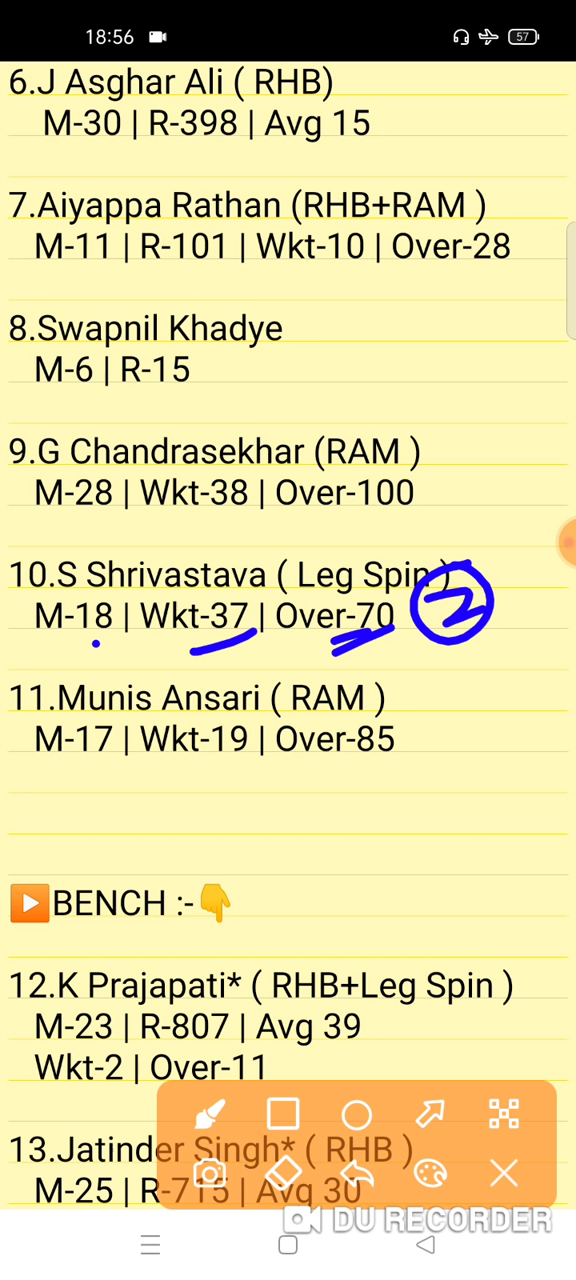 18:56
57
6.J Asghar Ali ( RHB)
M-30 | R-398 | Avg 15
7.Aiyappa Rathan (RHB+RAM )
M-11 | R-101 | Wkt-10 | Over-28
8.Swapnil Khadye
M-6 | R-15
9.G Chandrasekhar (RAM )
M-28 | Wkt-38 | Over-100
10.S Shrivastava ( Leg Spin )
M-18 | Wkt-37 | Over-70 2
11.Munis Ansari ( RAM )
M-17 | Wkt-19 | Over-85
BENCH :-
12.K Prajapati* ( RHB+Leg Spin )
M-23 | R-807 | Avg 39
Wkt-2 | Over-11
13.Jatinder Singh* ( RHB )
M-25 | R-715 | Avg 30
DU RECORDER